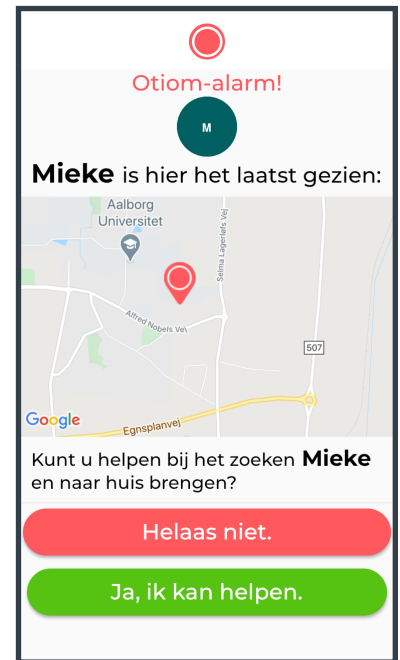 Otiom-alarm!
M
Mieke is hier het laatst gezien:
Aalborg
Universitet
Selma Lagerløfs Vej
Alfred Nobels Vej
507
Google
Egnsplanvej
Kunt u helpen bij het zoeken Mieke
en naar huis brengen?
Helaas niet.
Ja, ik kan helpen.